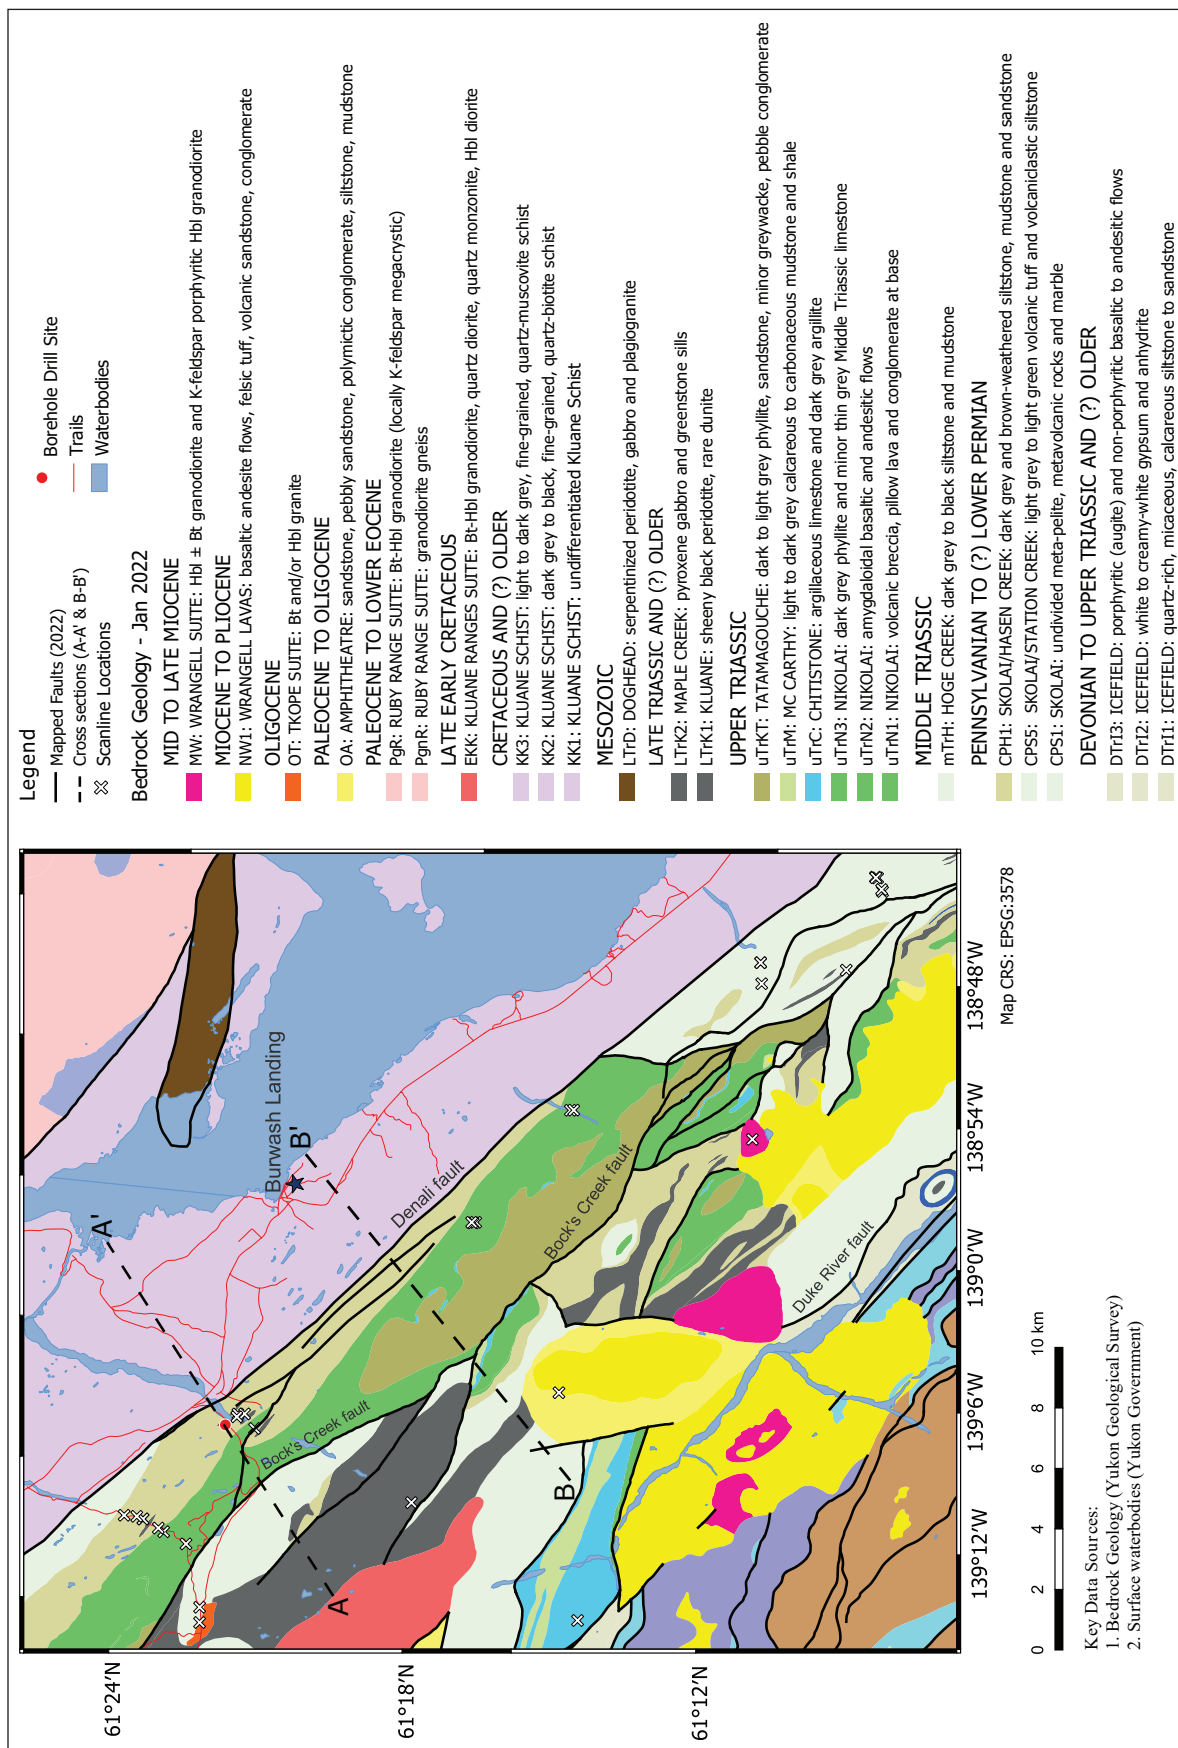 Legend
Mapped Faults (2022)
Cross sections (A-A' & B-B')
Scanline Locations
Borehole Drill Site
Trails
Waterbodies
Bedrock Geology - Jan 2022
MID TO LATE MIOCENE
MW: WRANGELL SUITE: Hbl ± Bt granodiorite and K-feldspar porphyritic Hbl granodiorite
MIOCENE TO PLIOCENE
NW1: WRANGELL LAVAS: basaltic andesite flows, felsic tuff, volcanic sandstone, conglomerate
OLIGOCENE
OT: TKOPE SUITE: Bt and/or Hbl granite
PALEOCENE TO OLIGOCENE
OA: AMPHITHEATRE: sandstone, pebbly sandstone, polymictic conglomerate, siltstone, mudstone
PALEOCENE TO LOWER EOCENE
PgR: RUBY RANGE SUITE: Bt-Hbl granodiorite (locally K-feldspar megacrystic)
PgnR: RUBY RANGE SUITE: granodiorite gneiss
LATE EARLY CRETACEOUS
EKK: KLUANE RANGES SUITE: Bt-Hbl granodiorite, quartz diorite, quartz monzonite, Hbl diorite
CRETACEOUS AND (?) OLDER
KK3: KLUANE SCHIST: light to dark grey, fine-grained, quartz-muscovite schist
KK2: KLUANE SCHIST: dark grey to black, fine-grained, quartz-biotite schist
KK1: KLUANE SCHIST: undifferentiated Kluane Schist
MESOZOIC
LTrD: DOGHEAD: serpentinized peridotite, gabbro and plagiogranite
LATE TRIASSIC AND (?) OLDER
LTrK2: MAPLE CREEK: pyroxene gabbro and greenstone sills
LTrK1: KLUANE: sheeny black peridotite, rare dunite
UPPER TRIASSIC
uTrKT: TATAMAGOUCHE: dark to light grey phyllite, sandstone, minor greywacke, pebble conglomerate
uTrM: MC CARTHY: light to dark grey calcareous to carbonaceous mudstone and shale
uTrC: CHITTISTONE: argillaceous limestone and dark grey argillite
uTrN3: NIKOLAI: dark grey phyllite and minor thin grey Middle Triassic limestone
uTrN2: NIKOLAI: amygdaloidal basaltic and andesitic flows
uTrN1: NIKOLAI: volcanic breccia, pillow lava and conglomerate at base
MIDDLE TRIASSIC
mTrH: HOGE CREEK: dark grey to black siltstone and mudstone
PENNSYLVANIAN TO (?) LOWER PERMIAN
CPH1: SKOLAI/HASEN CREEK: dark grey and brown-weathered siltstone, mudstone and sandstone
CPS5: SKOLAI/STATION CREEK: light grey to light green volcanic tuff and volcaniclastic siltstone
CPS1: SKOLAI: undivided meta-pelite, metavolcanic rocks and marble
DEVONIAN TO UPPER TRIASSIC AND (?) OLDER
DTrI3: ICEFIELD: porphyritic (augite) and non-porphyritic basaltic to andesitic flows
DTrI2: ICEFIELD: white to creamy-white gypsum and anhydrite
DTrI1: ICEFIELD: quartz-rich, micaceous, calcareous siltstone to sandstone
61°24'N
61°18'N
61°12'N
A'
Burwash Landing
B'
Denali fault
Bock's Creek fault
Bock's Creek fault
Duke River fault
A
B
139°12'W
139°6'W
139°0'W
138°54'W
138°48'W
Map CRS: EPSG:3578
0 2 4 6 8 10 km
Key Data Sources:
1. Bedrock Geology (Yukon Geological Survey)
2. Surface waterbodies (Yukon Government)